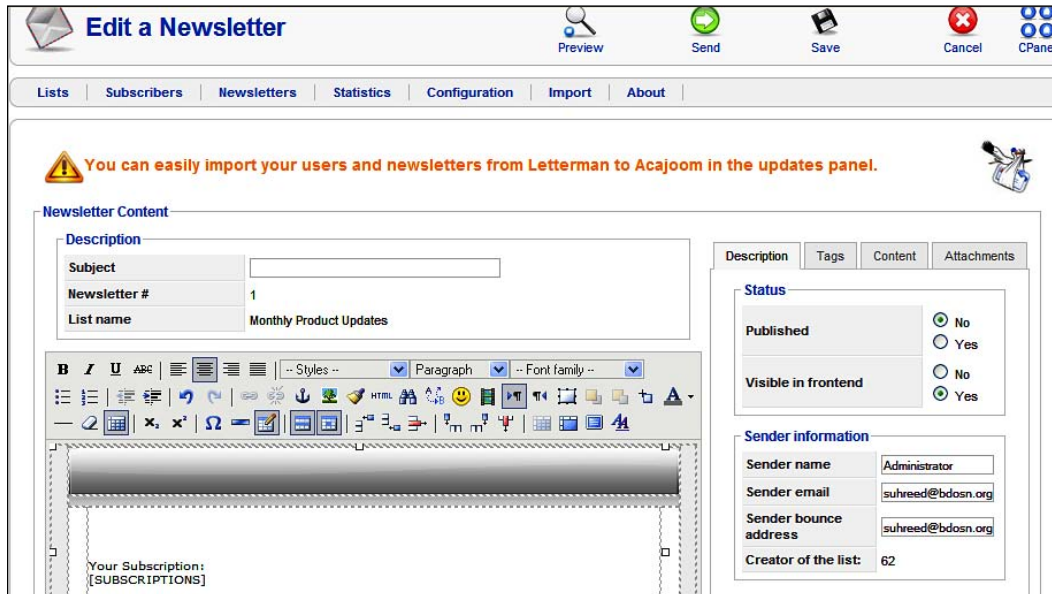 Edit a Newsletter
Preview
Send
Save
Cancel
CPane
Lists
Subscribers
Newsletters
Statistics
Configuration
Import
About
You can easily import your users and newsletters from Letterman to Acajoom in the updates panel.
Newsletter Content
Description
Subject
Newsletter #
1
List name
Monthly Product Updates
B I U ABC
-- Styles --
Paragraph
-- Font family --
HTML
A
x₂ x² Ω
Your Subscription:
[SUBSCRIPTIONS]
Description
Tags
Content
Attachments
Status
Published
No
Yes
Visible in frontend
No
Yes
Sender information
Sender name
Administrator
Sender email
suhreed@bdosn.org
Sender bounce
address
suhreed@bdosn.org
Creator of the list:
62